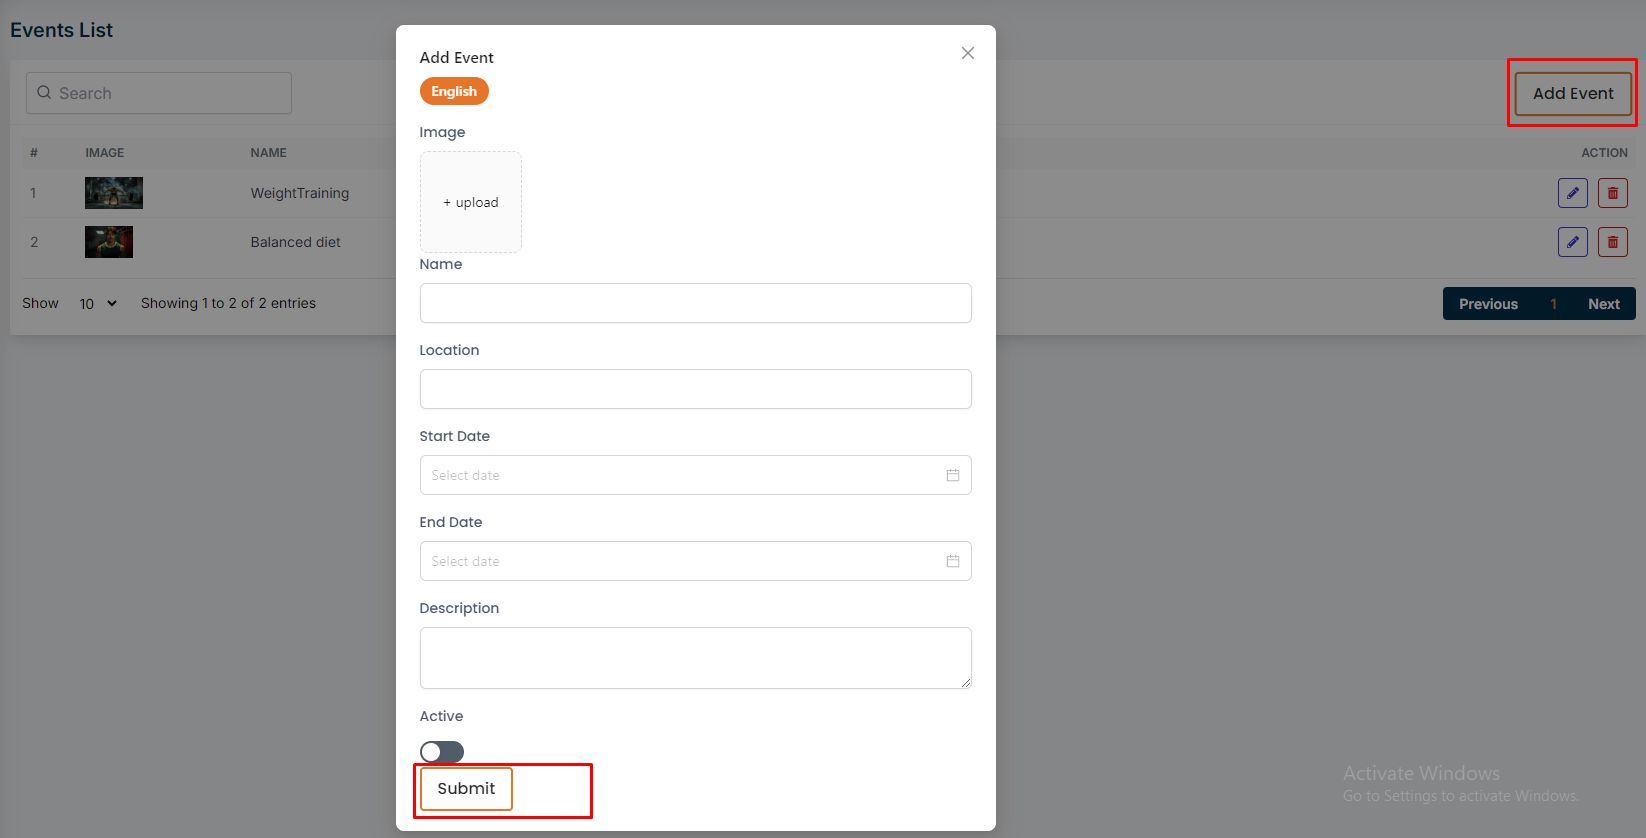 Events List
Search
Add Event
# IMAGE NAME ACTION
1 WeightTraining
2 Balanced diet
Show 10 Showing 1 to 2 of 2 entries
Previous 1 Next
Add Event
English
Image
+ upload
Name
Location
Start Date
Select date
End Date
Select date
Description
Active
Submit
Activate Windows
Go to Settings to activate Windows.